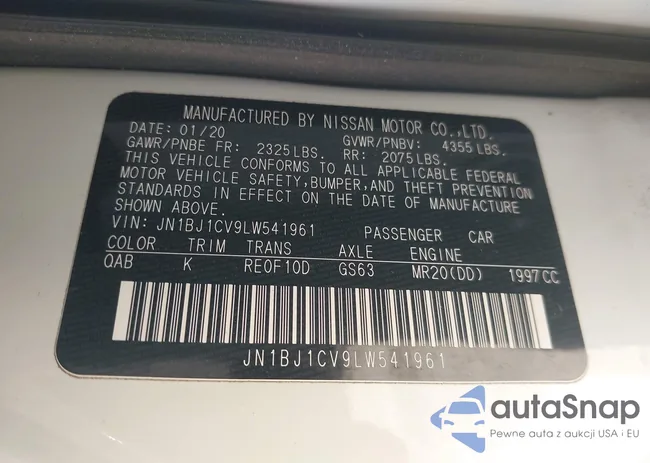 MANUFACTURED BY NISSAN MOTOR CO.,LTD.
DATE: 01/20 GVWR/PNBV: 4355 LBS.
GAWR/PNBE FR: 2325 LBS. RR: 2075 LBS.
THIS VEHICLE CONFORMS TO ALL APPLICABLE FEDERAL
MOTOR VEHICLE SAFETY, BUMPER, AND THEFT PREVENTION
STANDARDS IN EFFECT ON THE DATE OF MANUFACTURE
SHOWN ABOVE.
VIN: JN1BJ1CV9LW541961 PASSENGER CAR
COLOR TRIM TRANS AXLE ENGINE
QAB K RE0F10D GS63 MR20(DD) 1997CC
JN1BJ1CV9LW541961
autaSnap
Pewne auta z aukcji USA i EU